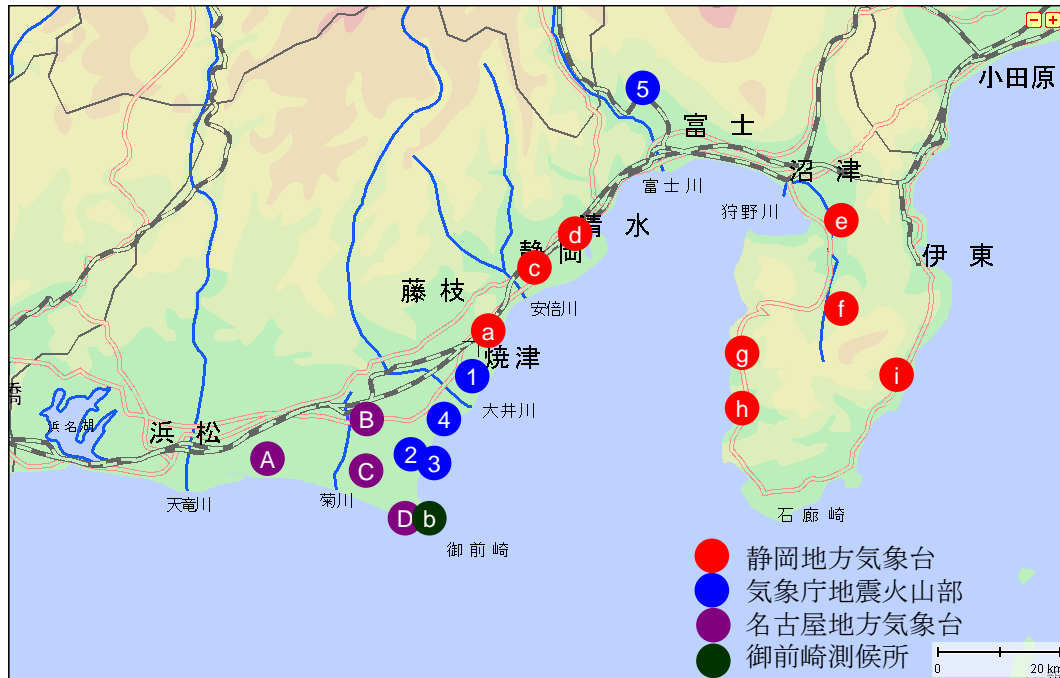 − +
小田原
5
富 士
沼 津
富士川
狩野川
e
清 水
d
静 岡
c
伊 東
藤 枝
安倍川
f
a
焼 津
g
1
i
大井川
h
B
4
浜名湖
浜 松
A
2
3
C
天竜川
菊川
D
b
石 廊 崎
御 前 崎
静岡地方気象台
気象庁地震火山部
名古屋地方気象台
御前崎測候所
0 20 km